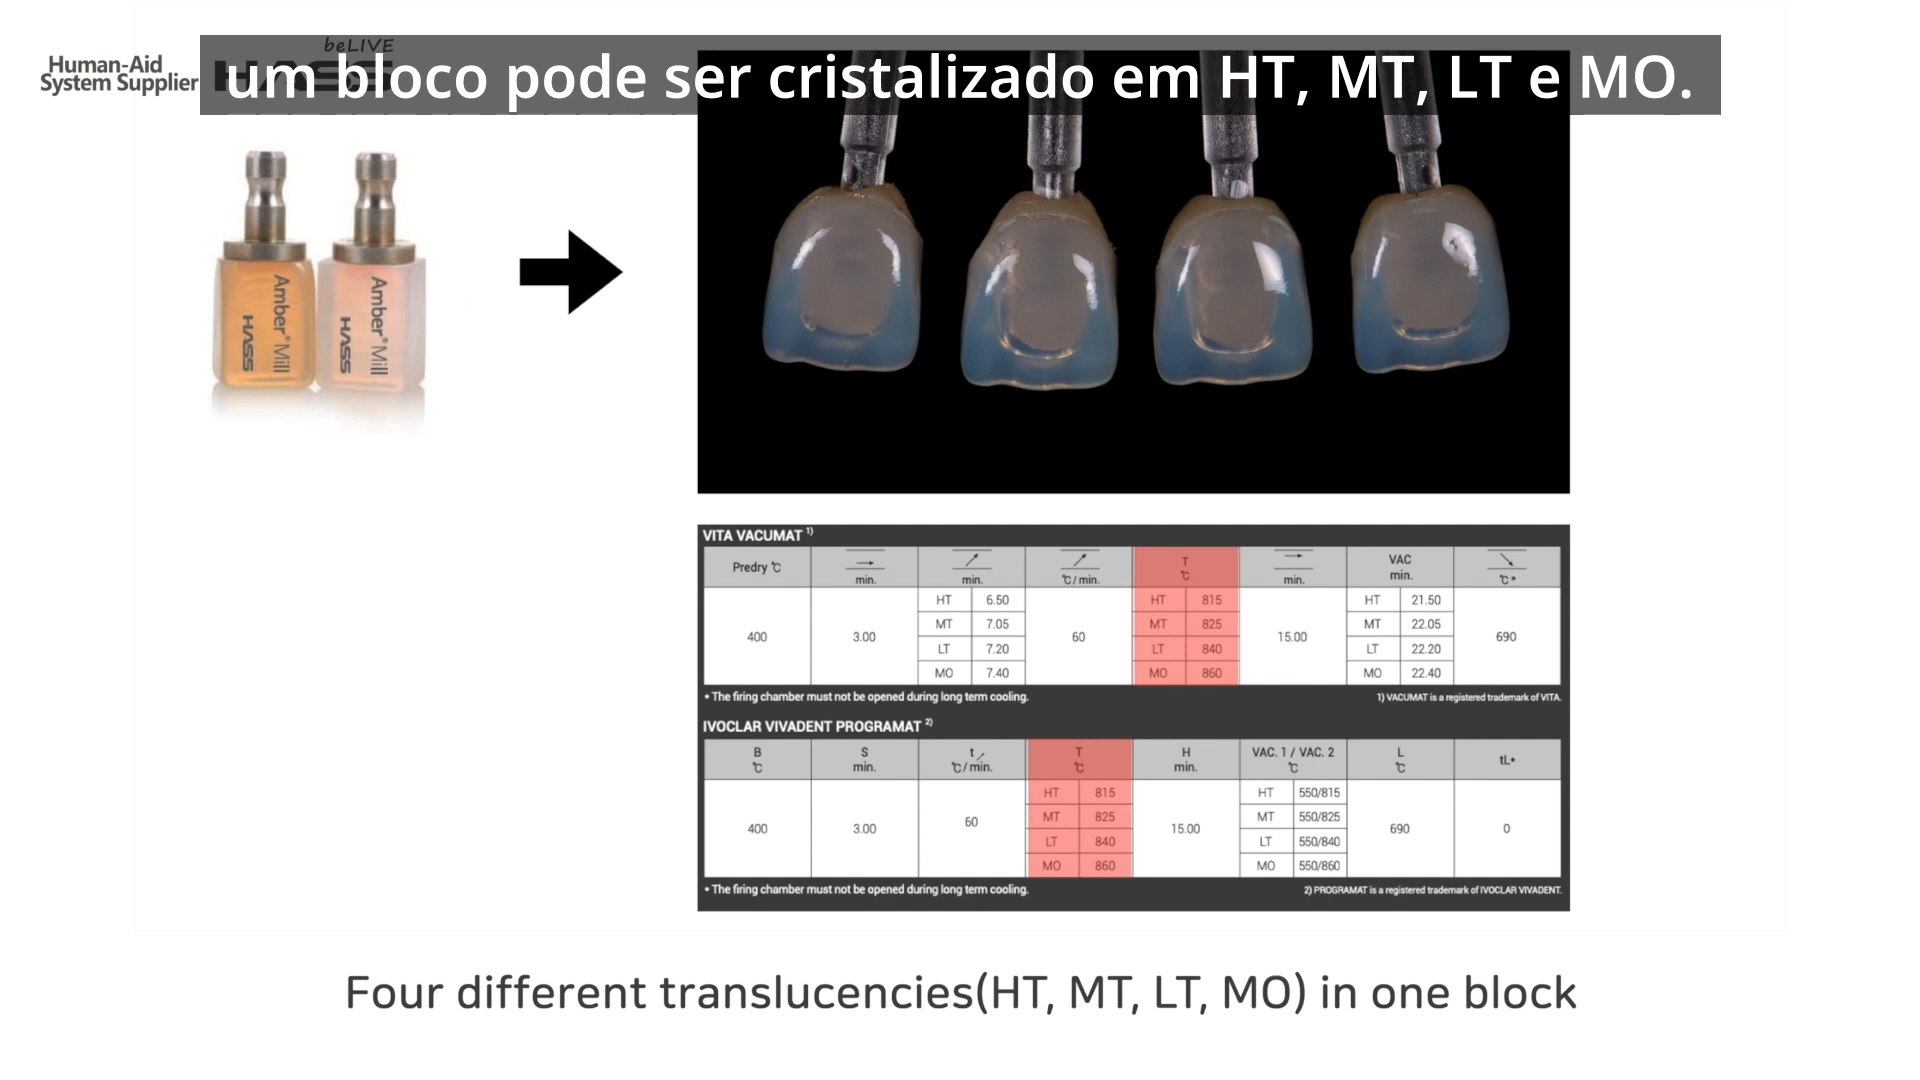 beLIVE
Human-Aid
System Supplier
HASS
um bloco pode ser cristalizado em HT, MT, LT e MO.
Amber® Mill
HASS
Amber® Mill
HASS
VITA VACUMAT 1)
Predry °C
min.
min.
°C/min.
T
°C
min.
VAC
min.
°C*
400
3.00
HT 6.50
MT 7.05
LT 7.20
MO 7.40
60
HT 815
MT 825
LT 840
MO 860
15.00
HT 21.50
MT 22.05
LT 22.20
MO 22.40
690
* The firing chamber must not be opened during long term cooling.
1) VACUMAT is a registered trademark of VITA.
IVOCLAR VIVADENT PROGRAMAT 2)
B
°C
S
min.
t
°C/min.
T
°C
H
min.
VAC. 1 / VAC. 2
°C
L
°C
tL*
400
3.00
60
HT 815
MT 825
LT 840
MO 860
15.00
HT 550/815
MT 550/825
LT 550/840
MO 550/860
690
0
* The firing chamber must not be opened during long term cooling.
2) PROGRAMAT is a registered trademark of IVOCLAR VIVADENT.
Four different translucencies(HT, MT, LT, MO) in one block